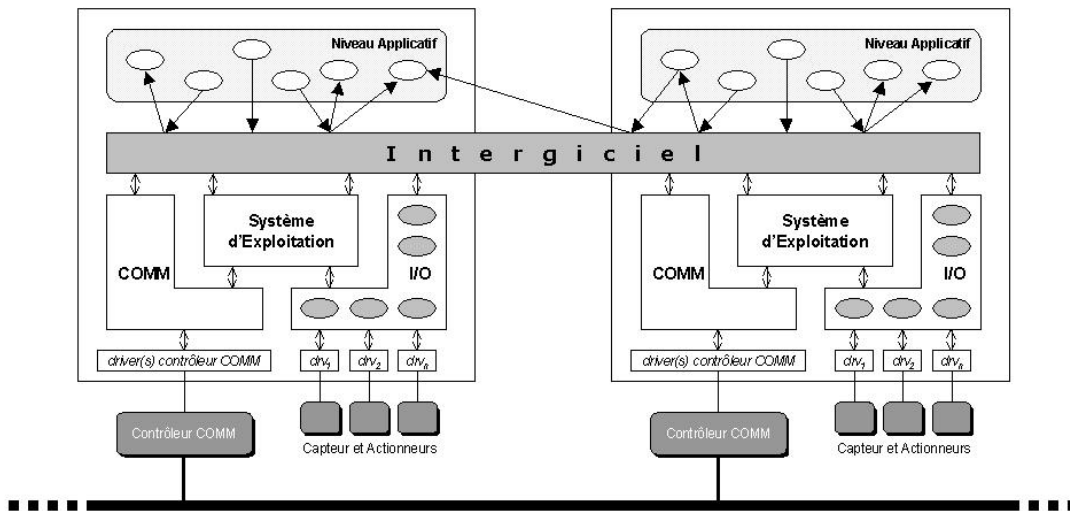 Niveau Applicatif
Niveau Applicatif
Intergiciel
Système
d'Exploitation
COMM
I/O
Système
d'Exploitation
COMM
I/O
driver(s) contrôleur COMM
drv1
drv2
drvn
driver(s) contrôleur COMM
drv1
drv2
drvn
Contrôleur COMM
Capteur et Actionneurs
Contrôleur COMM
Capteur et Actionneurs